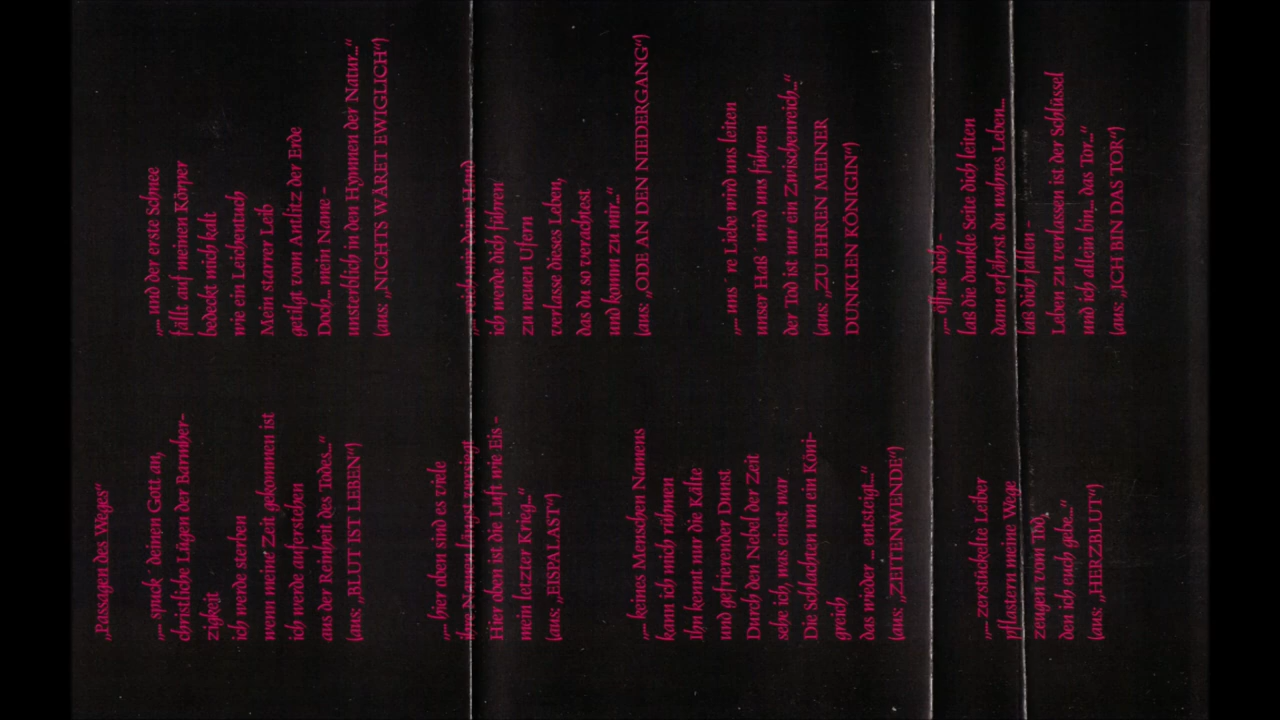 „Passagen des Weges“
„... spuck´ deinen Gott an,
christliche Lügen der Barmher-
zigkeit
ich werde sterben
wenn meine Zeit gekommen ist
ich werde auferstehen
aus der Reinheit des Todes...“
(aus: „BLUT IST LEBEN“)
„... hier oben sind es viele
ihre Namen längst vereist
Hier oben ist die Luft wie Eis -
mein letzter Krieg...“
(aus: „EISPALAST“)
„... keines Menschen Namens
kann ich mich rühmen
ihn kennt nur die Kälte
und gefrierender Dunst
Durch den Nebel der Zeit
sehe ich, was einst war
Die Schlachten um ein Köni-
greich
das wieder ... entsteigt...“
(aus: „ZEITENWENDE“)
„... zerstückelte Leiber
pflastern meine Wege
zeugen vom Tod,
den ich euch gebe...“
(aus: „HERZBLUT“)
„... und der erste Schnee
fällt auf meinen Körper
bedeckt mich kalt
wie ein Leichentuch
Mein starrer Leib
getilgt vom Antlitz der Erde
Doch... mein Name -
unsterblich in den Hymnen der Natur...“
(aus: „NICHTS WÄRET EWIGLICH“)
„... reich mir deine Hand
ich werde dich führen
zu neuen Ufern
verlasse dieses Leben,
das du so verachtest
und komm zu mir...“
(aus: „ODE AN DEN NIEDERGANG“)
„... uns´re Liebe wird uns leiten
unser Haß wird uns führen
der Tod ist nur ein Zwischenreich...“
(aus: „ZU EHREN MEINER
DUNKLEN KÖNIGIN“)
„... öffne dich -
laß die dunkle Seite dich leiten
dann erfährst du wahres Leben...
laß dich fallen -
Leben zu verlassen ist der Schlüssel
und ich allein bin... das Tor...“
(aus: „ICH BIN DAS TOR“)